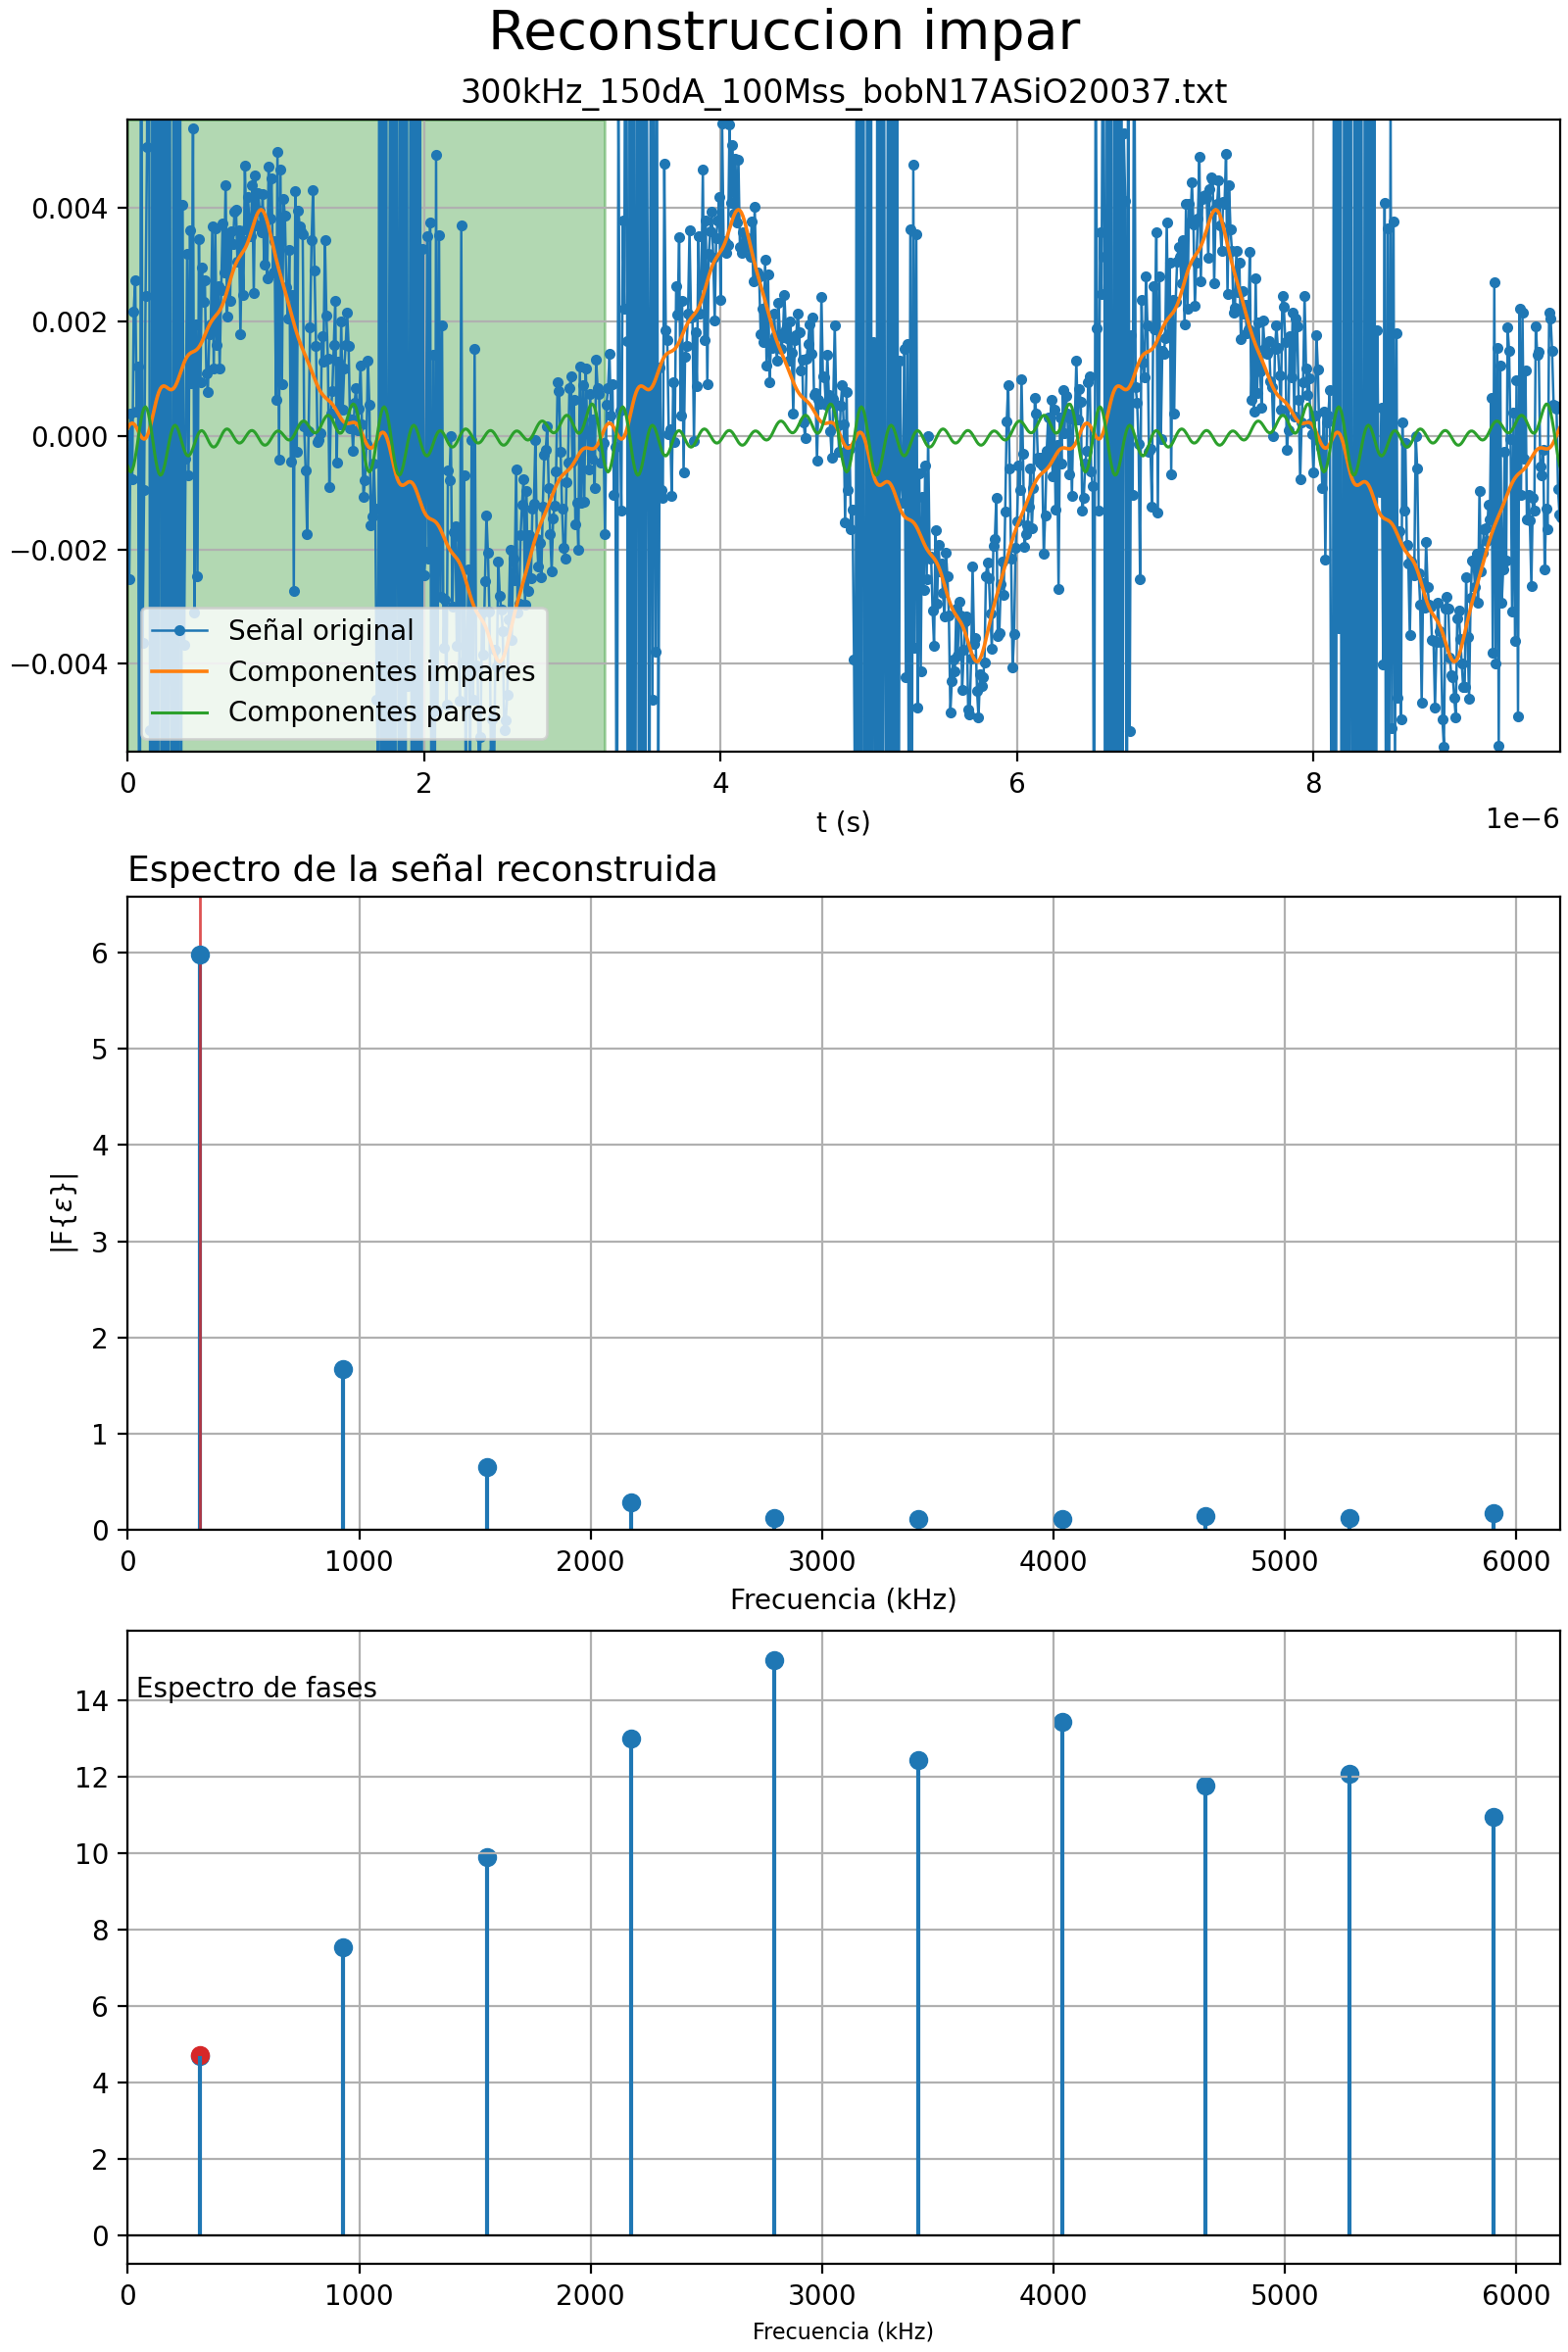 Reconstruccion impar
300kHz_150dA_100Mss_bobN17ASiO20037.txt
0.004
0.002
0.000
−0.002
−0.004
Señal original
Componentes impares
Componentes pares
0 2 4 6 8
1e−6
t (s)
Espectro de la señal reconstruida
6
5
4
3
2
1
0
|F{ε}|
0 1000 2000 3000 4000 5000 6000
Frecuencia (kHz)
Espectro de fases
14
12
10
8
6
4
2
0
0 1000 2000 3000 4000 5000 6000
Frecuencia (kHz)